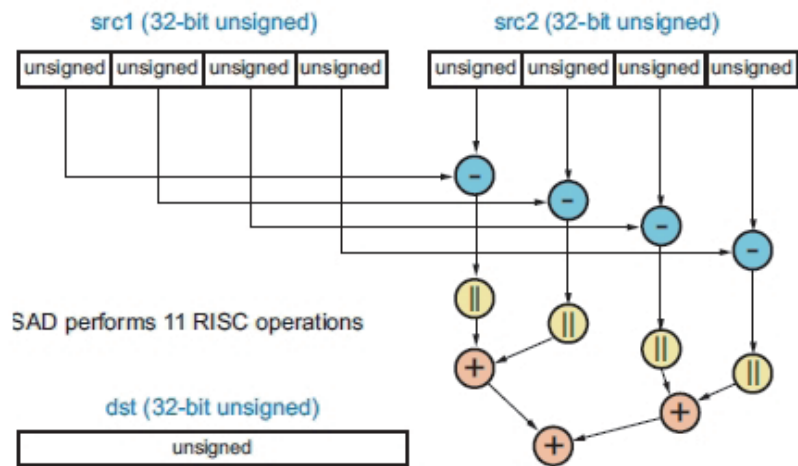 src1 (32-bit unsigned) src2 (32-bit unsigned)
unsigned unsigned unsigned unsigned unsigned unsigned unsigned unsigned
-
-
-
-
||
||
||
||
SAD performs 11 RISC operations
+
+
dst (32-bit unsigned)
+
unsigned